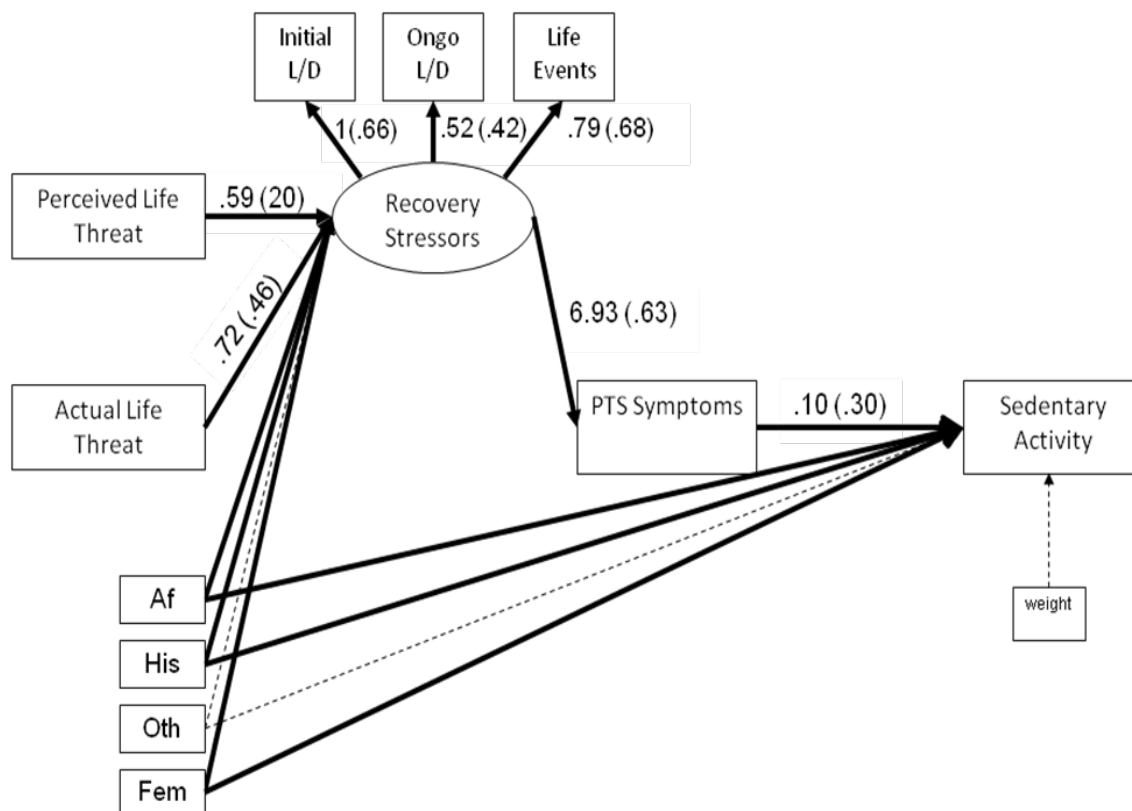 Initial
L/D
Ongo
L/D
Life
Events
1(.66)
.52 (.42)
.79 (.68)
Perceived Life
Threat
.59 (20)
Recovery
Stressors
.72 (.46)
6.93 (.63)
Actual Life
Threat
PTS Symptoms
.10 (.30)
Sedentary
Activity
Af
weight
His
Oth
Fem